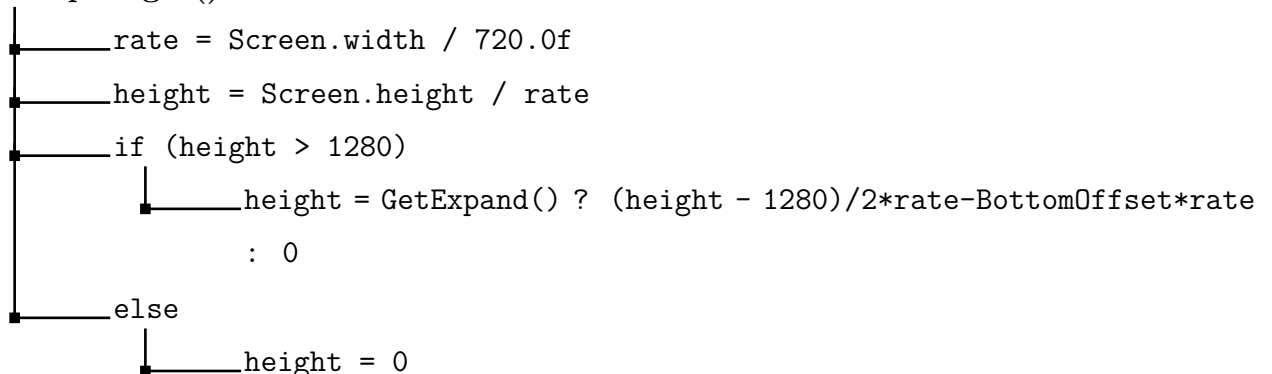 rate = Screen.width / 720.0f
height = Screen.height / rate
if (height > 1280)
height = GetExpand() ? (height - 1280)/2*rate-BottomOffset*rate
: 0
else
height = 0